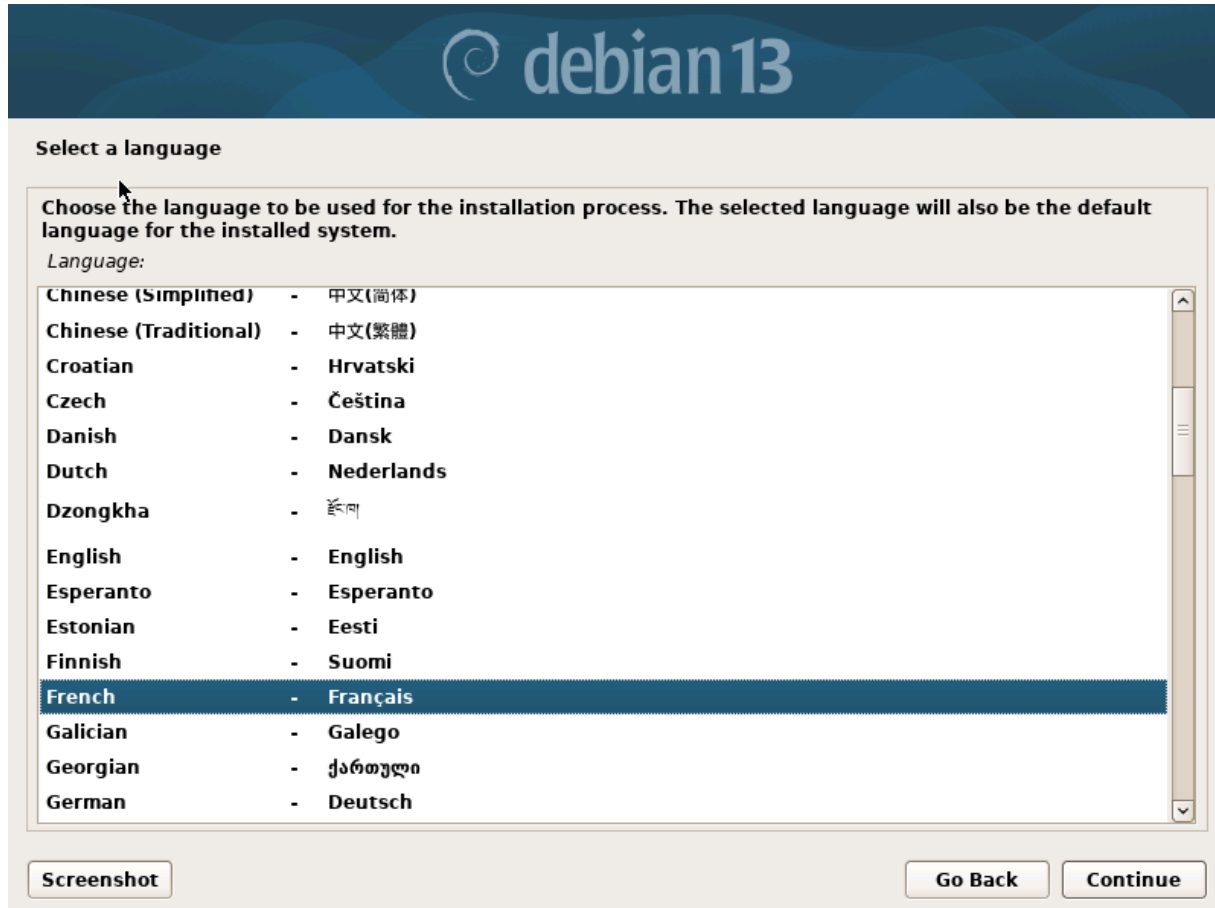 debian 13
Select a language
Choose the language to be used for the installation process. The selected language will also be the default
language for the installed system.
Language:
Chinese (Simplified) - 中文(简体)
Chinese (Traditional) - 中文(繁體)
Croatian - Hrvatski
Czech - Čeština
Danish - Dansk
Dutch - Nederlands
Dzongkha - རྫོང་ཁ།
English - English
Esperanto - Esperanto
Estonian - Eesti
Finnish - Suomi
French - Français
Galician - Galego
Georgian - ქართული
German - Deutsch
Screenshot Go Back Continue